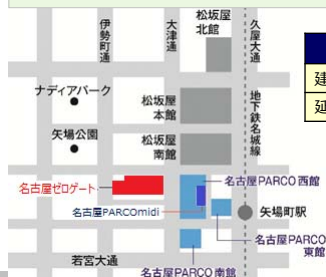 松坂屋
北館
伊勢町通
大津通
久屋大通
建
延
ナディアパーク
松坂屋
本館
地下鉄名城線
矢場公園
松坂屋
南館
名古屋PARCO西館
名古屋ゼロゲート
名古屋PARCOmidi
矢場町駅
名古屋PARCO
東館
若宮大通
名古屋PARCO南館